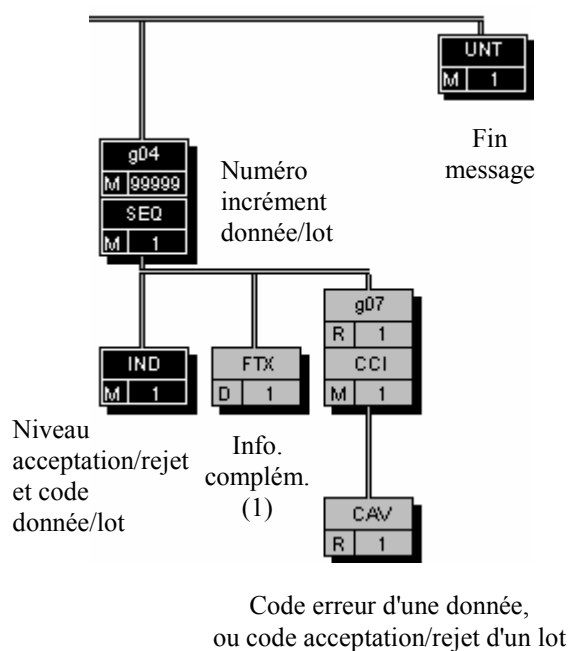 UNT
M 1
Fin
message
g04
M 99999
SEQ
M 1
Numéro
incrément
donnée/lot
g07
R 1
CCI
M 1
IND
M 1
FTX
D 1
Niveau
acceptation/rejet
et code
donnée/lot
Info.
complém.
(1)
CAV
R 1
Code erreur d'une donnée,
ou code acceptation/rejet d'un lot